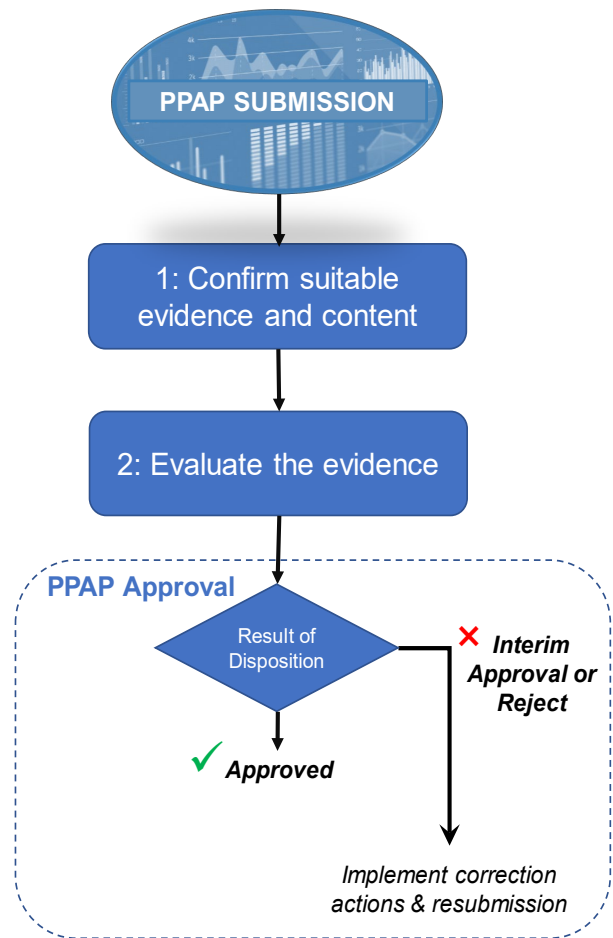 PPAP SUBMISSION
1: Confirm suitable
evidence and content
2: Evaluate the evidence
PPAP Approval
Result of
Disposition
Interim
Approval or
Reject
Approved
Implement correction
actions & resubmission